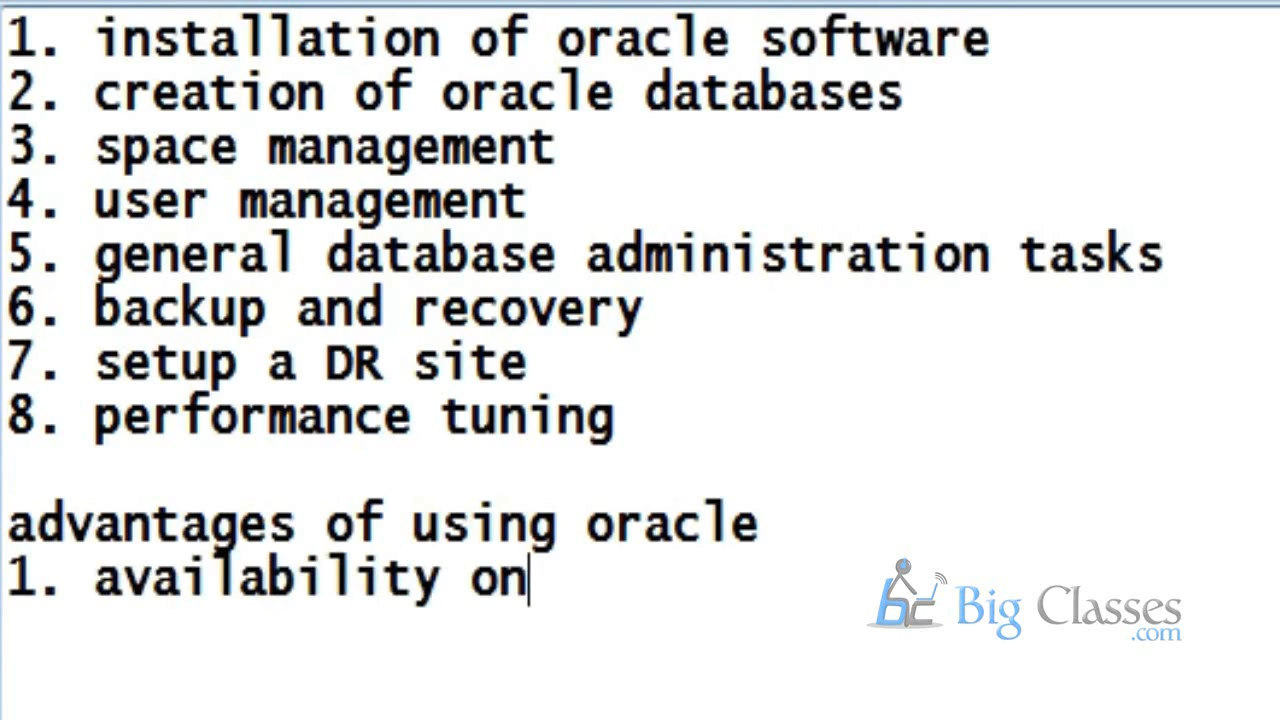 1. installation of oracle software
2. creation of oracle databases
3. space management
4. user management
5. general database administration tasks
6. backup and recovery
7. setup a DR site
8. performance tuning
advantages of using oracle
1. availability on
bc Big Classes
.com